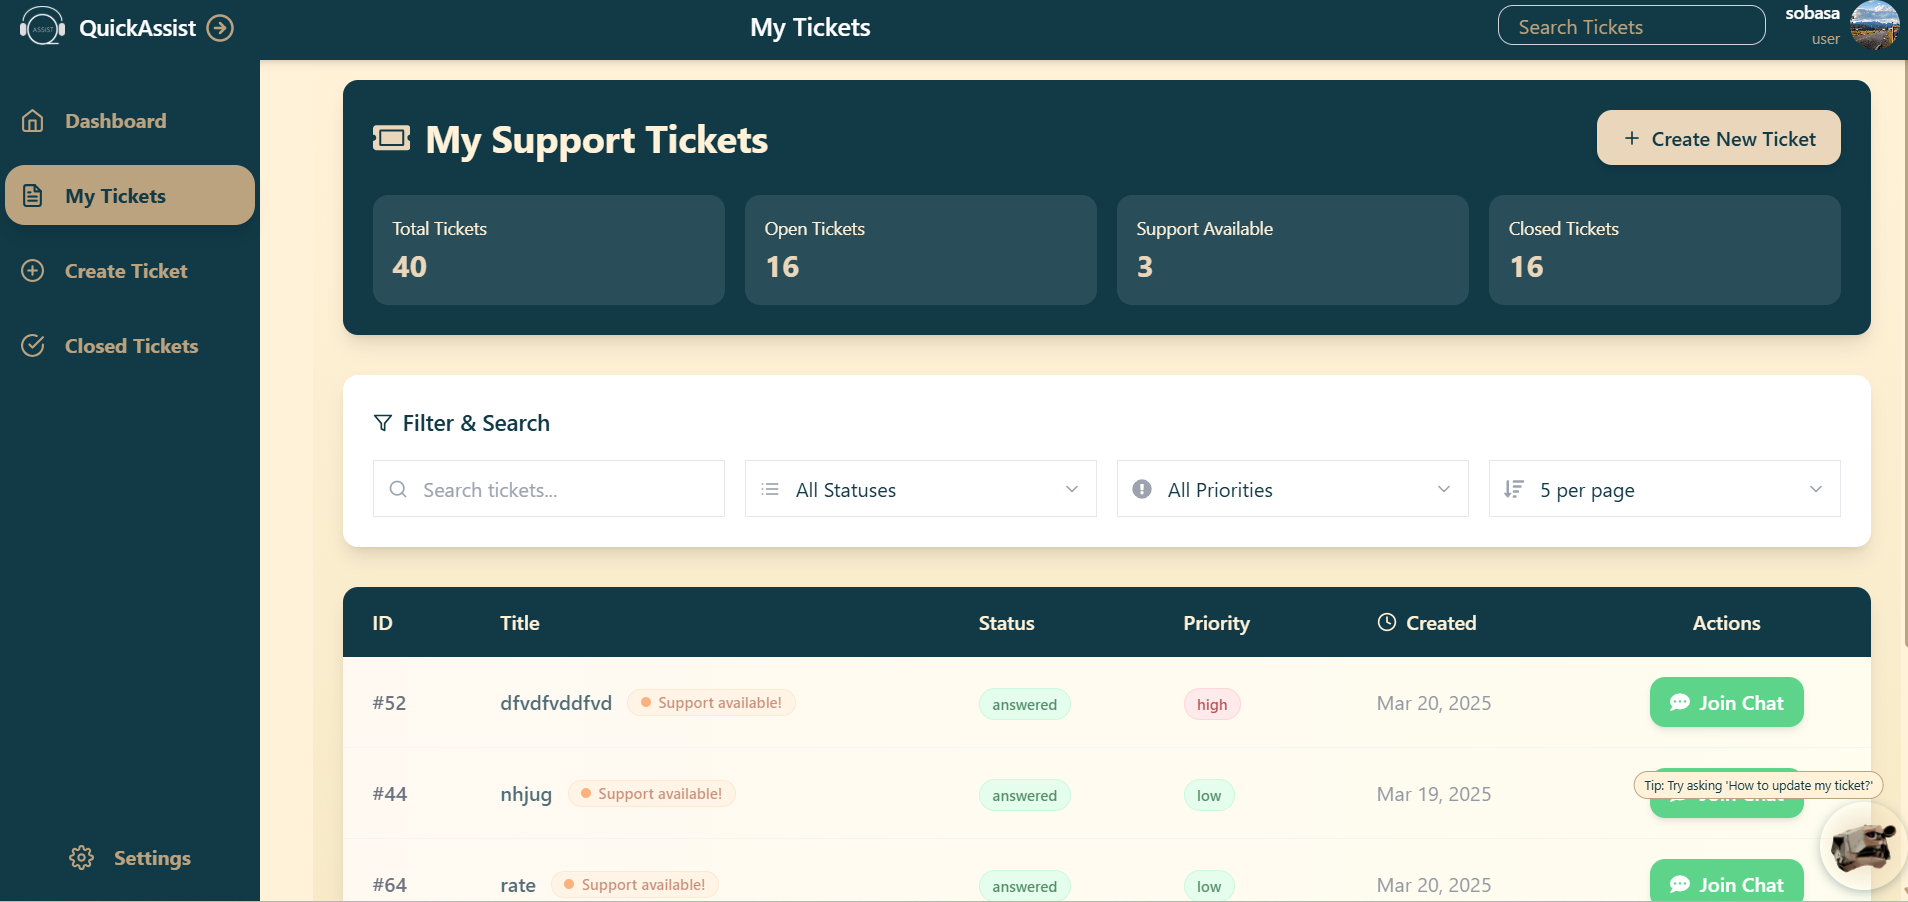 ASSIST
QuickAssist
My Tickets
Search Tickets
sobasa
user
Dashboard
My Tickets
Create Ticket
Closed Tickets
Settings
My Support Tickets
+ Create New Ticket
Total Tickets
40
Open Tickets
16
Support Available
3
Closed Tickets
16
Filter & Search
Search tickets...
All Statuses
All Priorities
5 per page
ID Title Status Priority Created Actions
#52 dfvdfvddfvd Support available! answered high Mar 20, 2025 Join Chat
#44 nhjug Support available! answered low Mar 19, 2025 Join Chat
Tip: Try asking 'How to update my ticket?'
#64 rate Support available! answered low Mar 20, 2025 Join Chat